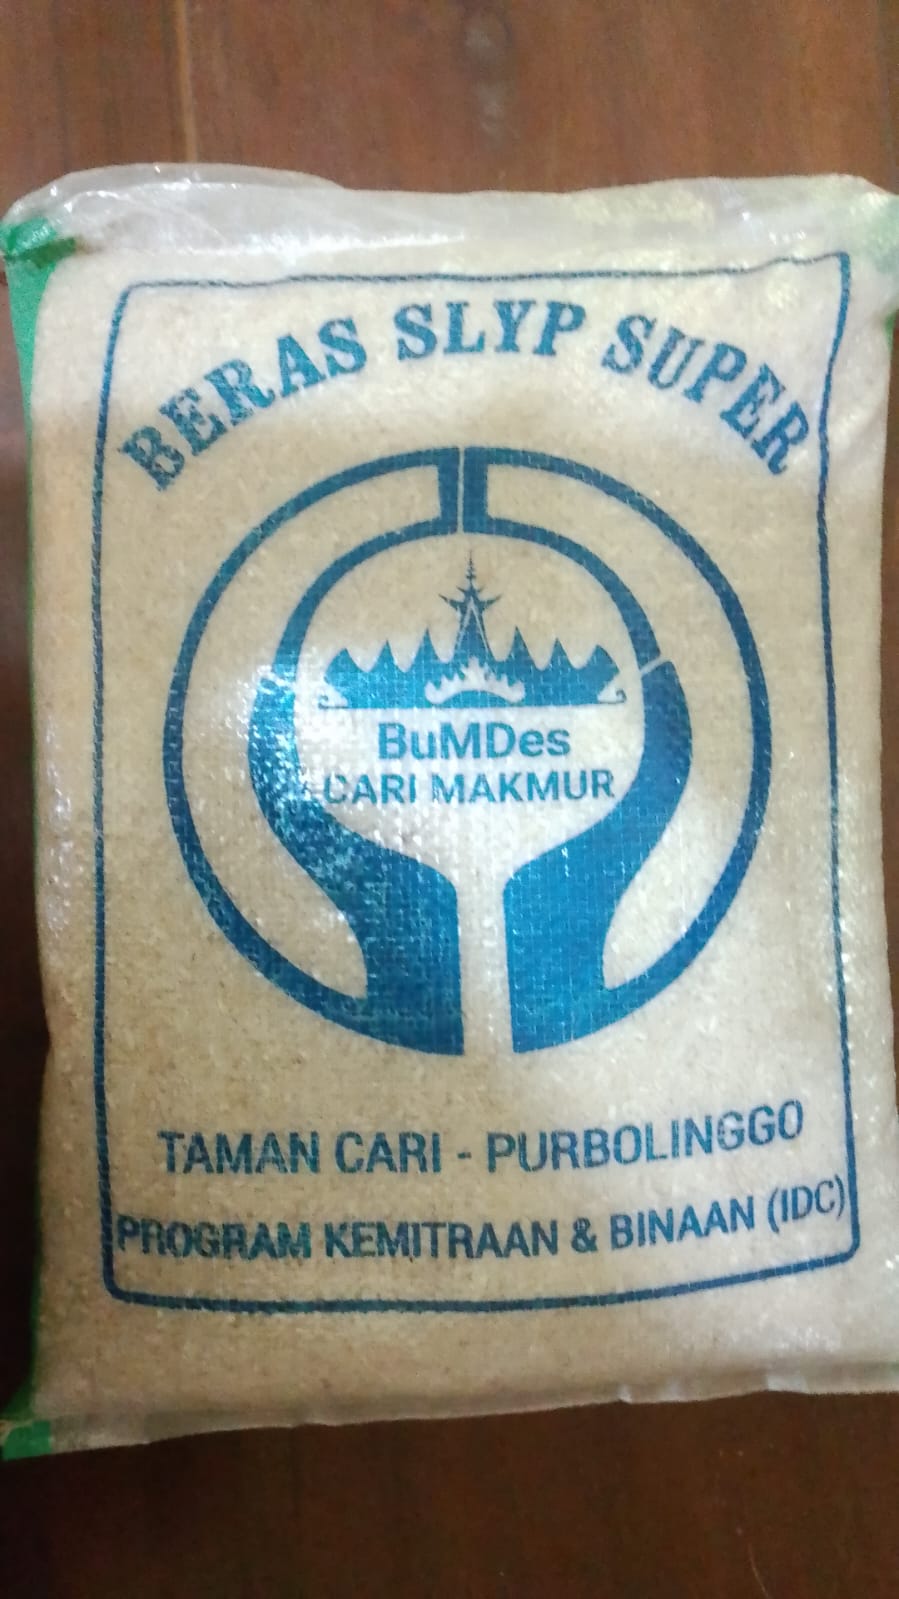 BERAS SLYP SUPER
BuMDes
CARI MAKMUR
TAMAN CARI - PURBOLINGGO
PROGRAM KEMITRAAN & BINAAN (IDC)